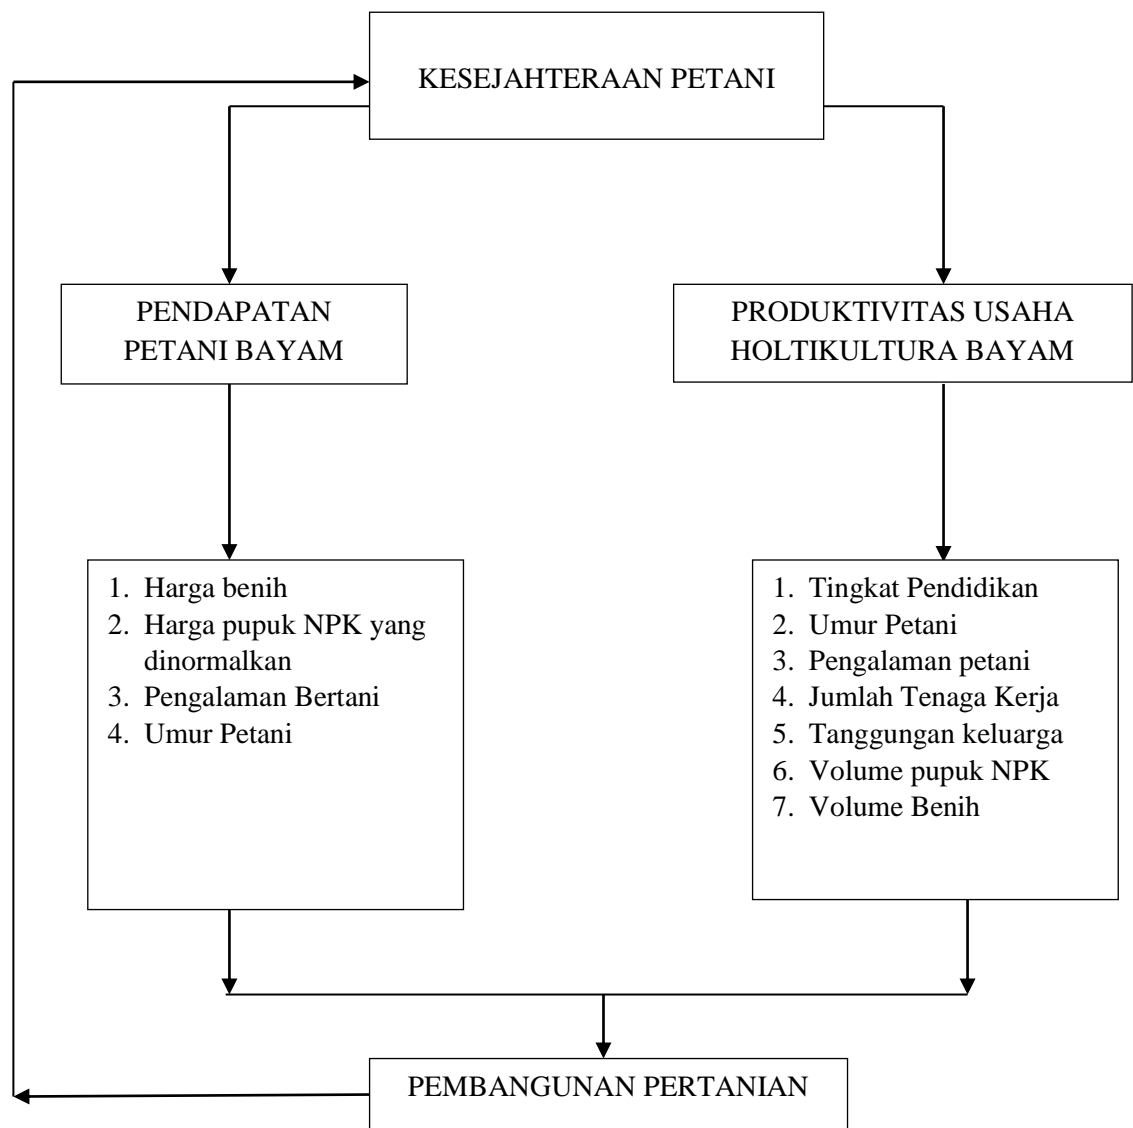 KESEJAHTERAAN PETANI
PENDAPATAN
PETANI BAYAM
PRODUKTIVITAS USAHA
HOLTIKULTURA BAYAM
1. Harga benih
2. Harga pupuk NPK yang
dinormalkan
3. Pengalaman Bertani
4. Umur Petani
1. Tingkat Pendidikan
2. Umur Petani
3. Pengalaman petani
4. Jumlah Tenaga Kerja
5. Tanggungan keluarga
6. Volume pupuk NPK
7. Volume Benih
PEMBANGUNAN PERTANIAN